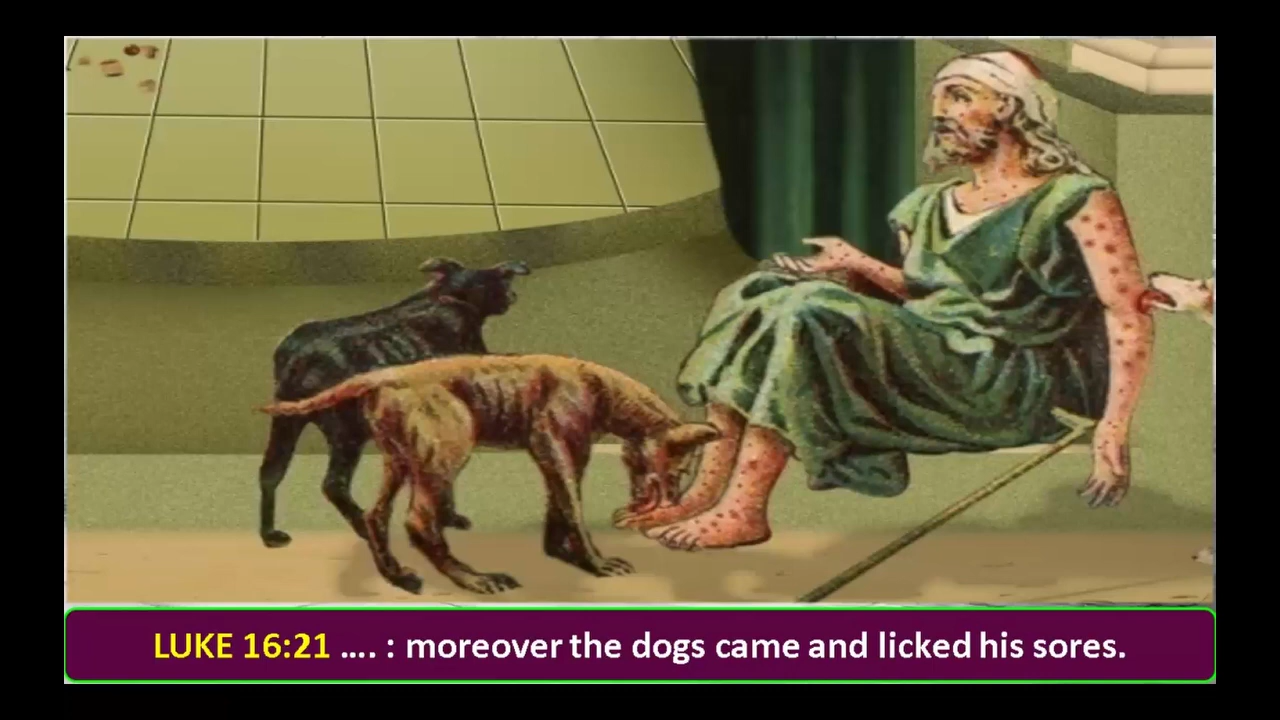 LUKE 16:21 .... : moreover the dogs came and licked his sores.